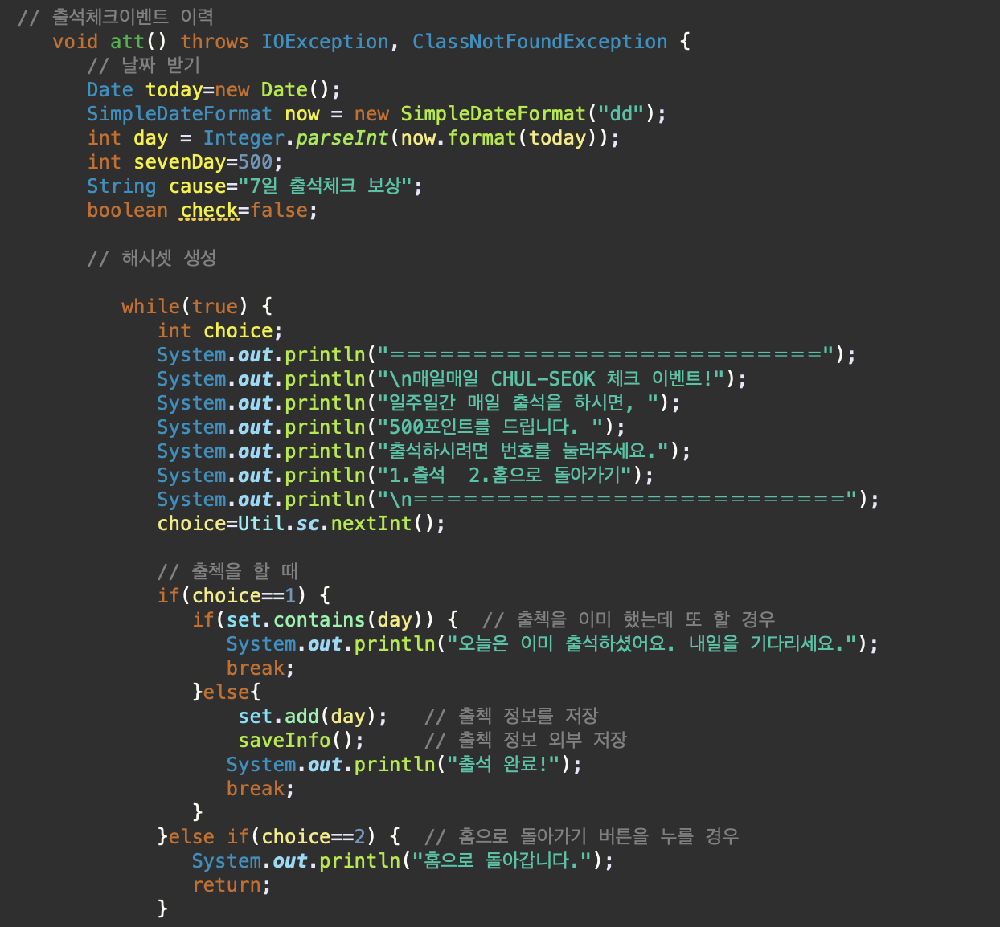 // 출석체크이벤트 이력
void att() throws IOException, ClassNotFoundException {
// 날짜 받기
Date today=new Date();
SimpleDateFormat now = new SimpleDateFormat("dd");
int day = Integer.parseInt(now.format(today));
int sevenDay=500;
String cause="7일 출석체크 보상";
boolean check=false;
// 해시셋 생성
while(true) {
int choice;
System.out.println("==========================");
System.out.println("\n매일매일 CHUL-SEOK 체크 이벤트!");
System.out.println("일주일간 매일 출석을 하시면, ");
System.out.println("500포인트를 드립니다. ");
System.out.println("출석하시려면 번호를 눌러주세요.");
System.out.println("1.출석  2.홈으로 돌아가기");
System.out.println("\n==========================");
choice=Util.sc.nextInt();
// 출첵을 할 때
if(choice==1) {
if(set.contains(day)) {  // 출첵을 이미 했는데 또 할 경우
System.out.println("오늘은 이미 출석하셨어요. 내일을 기다리세요.");
break;
}else{
set.add(day);   // 출첵 정보를 저장
saveInfo();     // 출첵 정보 외부 저장
System.out.println("출석 완료!");
break;
}
}else if(choice==2) {  // 홈으로 돌아가기 버튼을 누를 경우
System.out.println("홈으로 돌아갑니다.");
return;
}